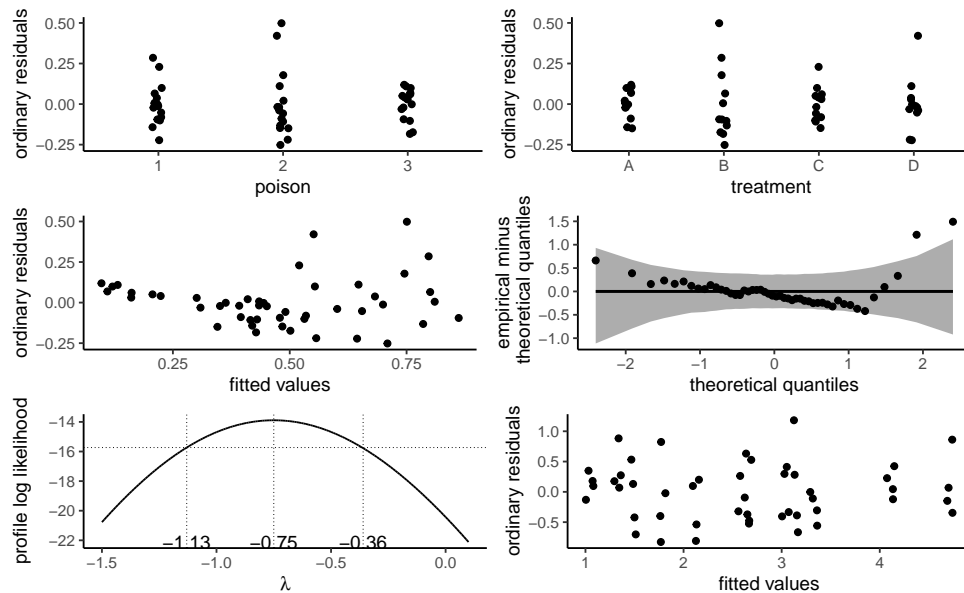 ordinary residuals
0.50
0.25
0.00
−0.25
1 2 3
poison
ordinary residuals
0.50
0.25
0.00
−0.25
A B C D
treatment
ordinary residuals
0.50
0.25
0.00
−0.25
0.25 0.50 0.75
fitted values
empirical minus
theoretical quantiles
1.5
1.0
0.5
0.0
−0.5
−1.0
−2 −1 0 1 2
theoretical quantiles
profile log likelihood
−14
−16
−18
−20
−22
−1.13 −0.75 −0.36
−1.5 −1.0 −0.5 0.0
λ
ordinary residuals
1.0
0.5
0.0
−0.5
1 2 3 4
fitted values